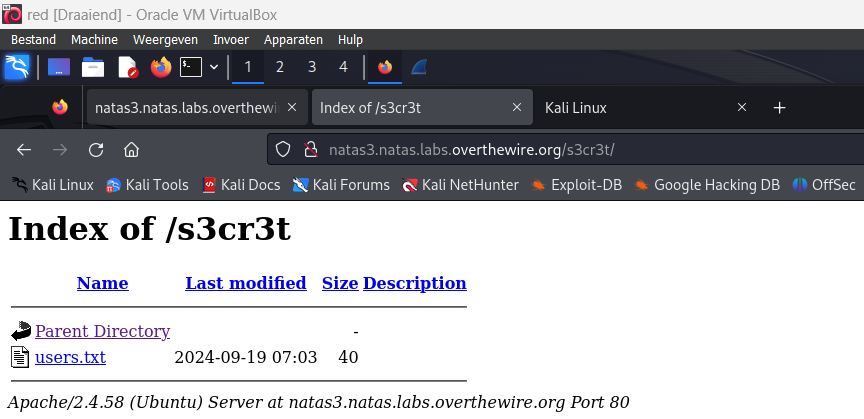 red [Draaiend] - Oracle VM VirtualBox
Bestand Machine Weergeven Invoer Apparaten Hulp
1 2 3 4
natas3.natas.labs.overthewi Index of /s3cr3t Kali Linux
natas3.natas.labs.overthewire.org/s3cr3t/
Kali Linux Kali Tools Kali Docs Kali Forums Kali NetHunter Exploit-DB Google Hacking DB OffSec
Index of /s3cr3t
Name Last modified Size Description
Parent Directory -
users.txt 2024-09-19 07:03 40
Apache/2.4.58 (Ubuntu) Server at natas3.natas.labs.overthewire.org Port 80